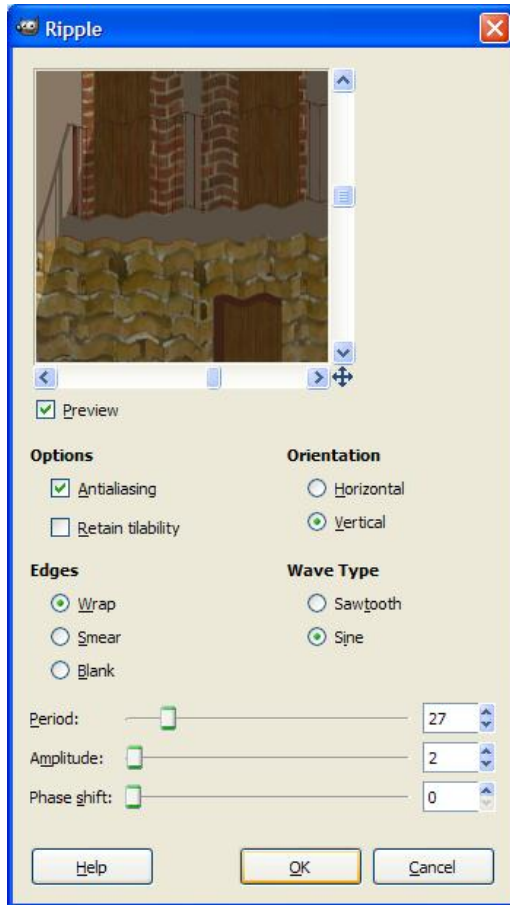 Ripple
Preview
Options
Orientation
Antialiasing
Horizontal
Retain tilability
Vertical
Edges
Wave Type
Wrap
Sawtooth
Smear
Sine
Blank
Period:
27
Amplitude:
2
Phase shift:
0
Help
OK
Cancel